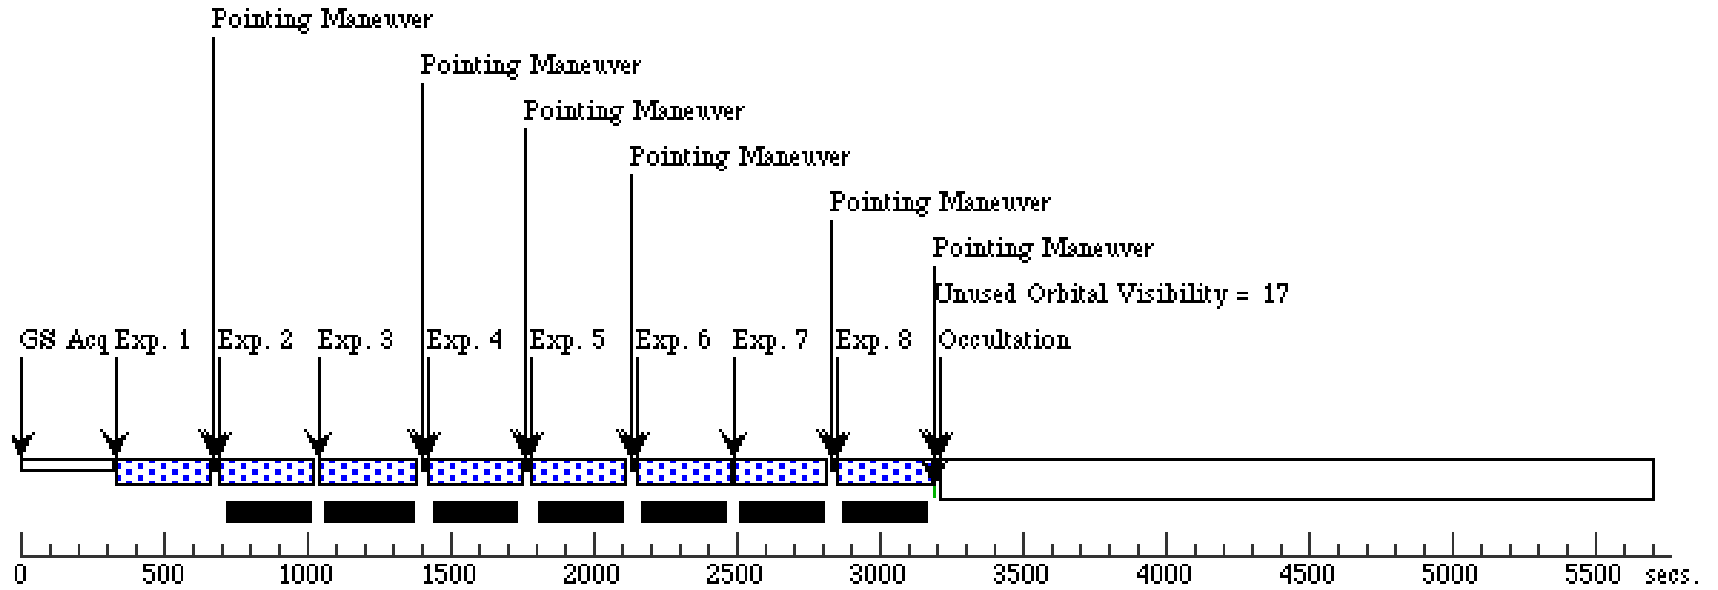 Pointing Maneuver
Pointing Maneuver
Pointing Maneuver
Pointing Maneuver
Pointing Maneuver
Pointing Maneuver
Unused Orbital Visibility = 17
GS Acq Exp. 1 Exp. 2 Exp. 3 Exp. 4 Exp. 5 Exp. 6 Exp. 7 Exp. 8 Occultation
0 500 1000 1500 2000 2500 3000 3500 4000 4500 5000 5500 secs.